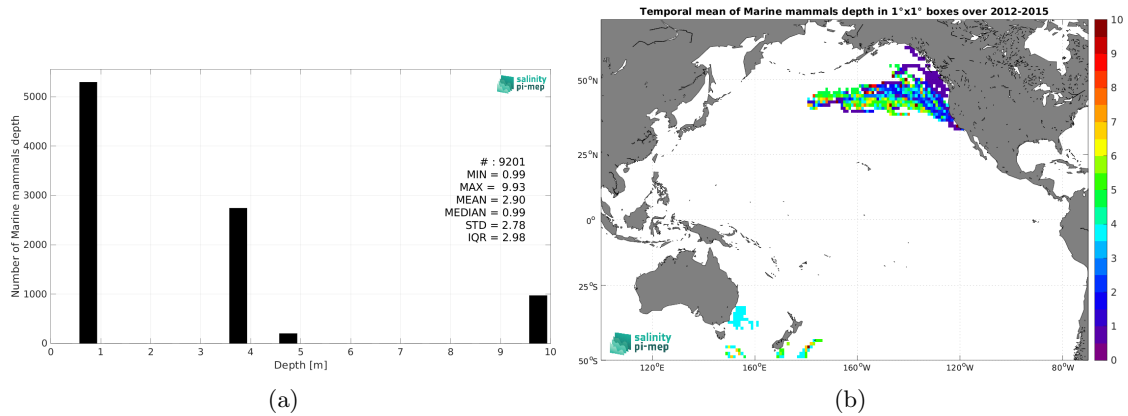 5000
4000
3000
2000
1000
0
Number of Marine mammals depth
salinity
pi-mep
# : 9201
MIN = 0.99
MAX = 9.93
MEAN = 2.90
MEDIAN = 0.99
STD = 2.78
IQR = 2.98
0 1 2 3 4 5 6 7 8 9 10
Depth [m]
(a)
Temporal mean of Marine mammals depth in 1°x1° boxes over 2012-2015
50°N
25°N
0°
25°S
50°S
120°E 160°E 160°W 120°W 80°W
salinity
pi-mep
10
9
8
7
6
5
4
3
2
1
0
(b)